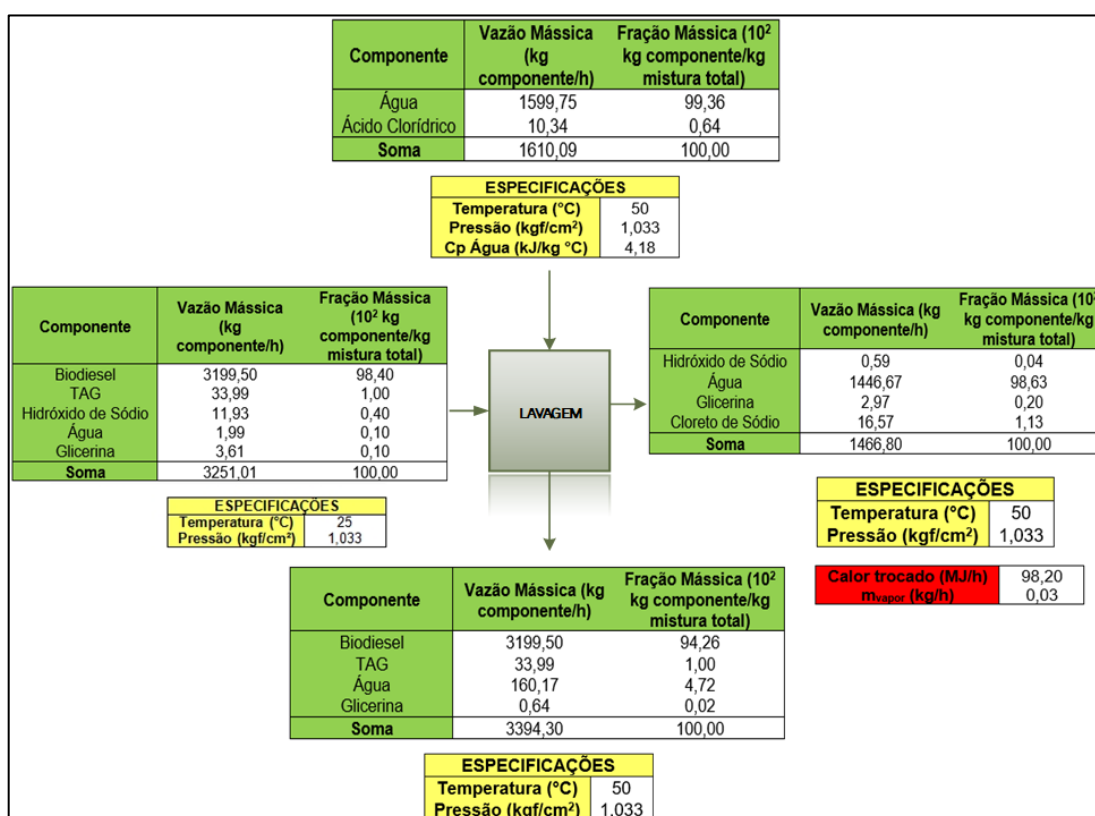 Componente Vazão Mássica (kg componente/h) Fração Mássica (10² kg componente/kg mistura total)
Água 1599,75 99,36
Ácido Clorídrico 10,34 0,64
Soma 1610,09 100,00
ESPECIFICAÇÕES
Temperatura (°C) 50
Pressão (kgf/cm²) 1,033
Cp Água (kJ/kg °C) 4,18
Componente Vazão Mássica (kg componente/h) Fração Mássica (10² kg componente/kg mistura total)
Biodiesel 3199,50 98,40
TAG 33,99 1,00
Hidróxido de Sódio 11,93 0,40
Água 1,99 0,10
Glicerina 3,61 0,10
Soma 3251,01 100,00
ESPECIFICAÇÕES
Temperatura (°C) 25
Pressão (kgf/cm²) 1,033
LAVAGEM
Componente Vazão Mássica (kg componente/h) Fração Mássica (10² kg componente/kg mistura total)
Hidróxido de Sódio 0,59 0,04
Água 1446,67 98,63
Glicerina 2,97 0,20
Cloreto de Sódio 16,57 1,13
Soma 1466,80 100,00
ESPECIFICAÇÕES
Temperatura (°C) 50
Pressão (kgf/cm²) 1,033
Calor trocado (MJ/h) 98,20
mvapor (kg/h) 0,03
Componente Vazão Mássica (kg componente/h) Fração Mássica (10² kg componente/kg mistura total)
Biodiesel 3199,50 94,26
TAG 33,99 1,00
Água 160,17 4,72
Glicerina 0,64 0,02
Soma 3394,30 100,00
ESPECIFICAÇÕES
Temperatura (°C) 50
Pressão (kgf/cm²) 1,033